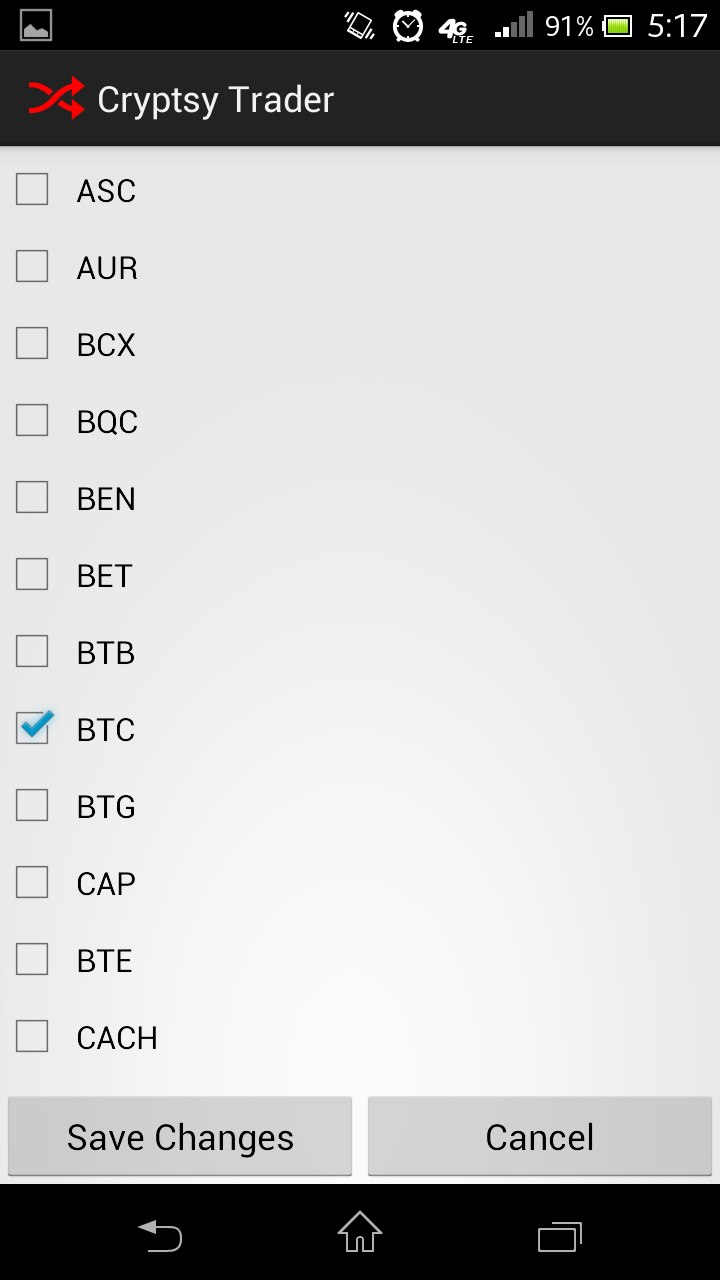 4G LTE 91% 5:17
Cryptsy Trader
ASC
AUR
BCX
BQC
BEN
BET
BTB
BTC
BTG
CAP
BTE
CACH
Save Changes Cancel